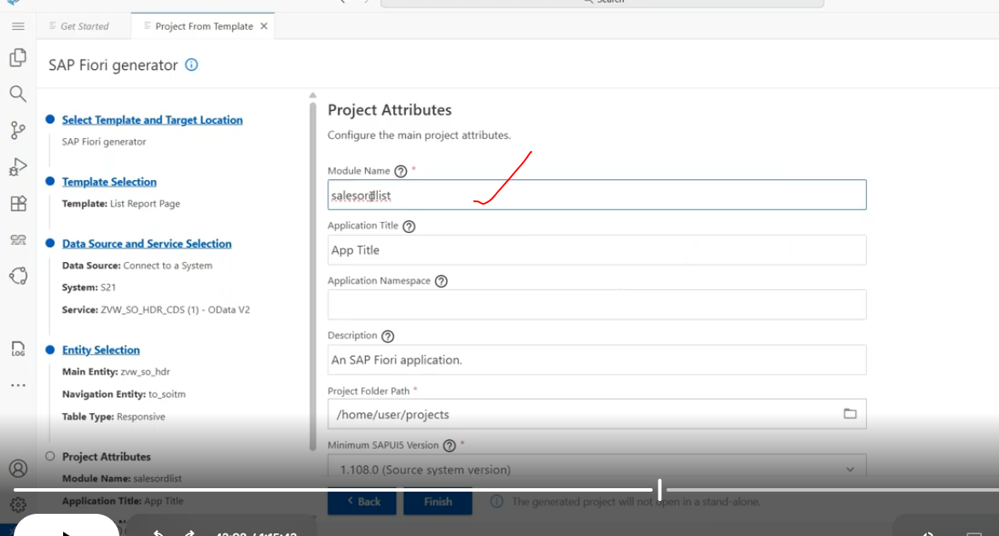 Search
Get Started
Project From Template
SAP Fiori generator
Select Template and Target Location
SAP Fiori generator
Template Selection
Template: List Report Page
Data Source and Service Selection
Data Source: Connect to a System
System: S21
Service: ZVW_SO_HDR_CDS (1) - OData V2
Entity Selection
Main Entity: zvw_so_hdr
Navigation Entity: to_soitm
Table Type: Responsive
Project Attributes
Module Name: salesordlist
Application Title: App Title
Project Attributes
Configure the main project attributes.
Module Name *
salesordlist
Application Title
App Title
Application Namespace
Description
An SAP Fiori application.
Project Folder Path *
/home/user/projects
Minimum SAPUI5 Version *
1.108.0 (Source system version)
< Back
Finish
The generated project will not open in a stand-alone.
LOG